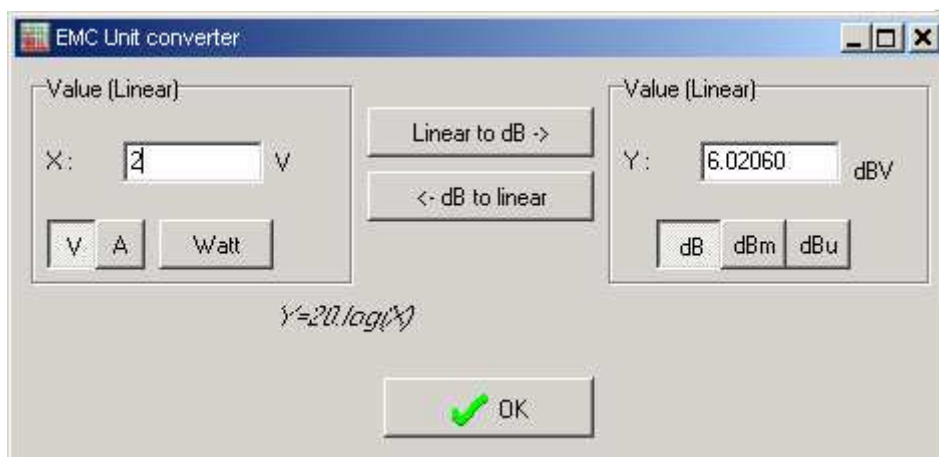 EMC Unit converter
Value (Linear)
X :
2
V
V
A
Watt
Linear to dB ->
<- dB to linear
Value (Linear)
Y :
6.02060
dBV
dB
dBm
dBu
Y=20.log(X)
OK